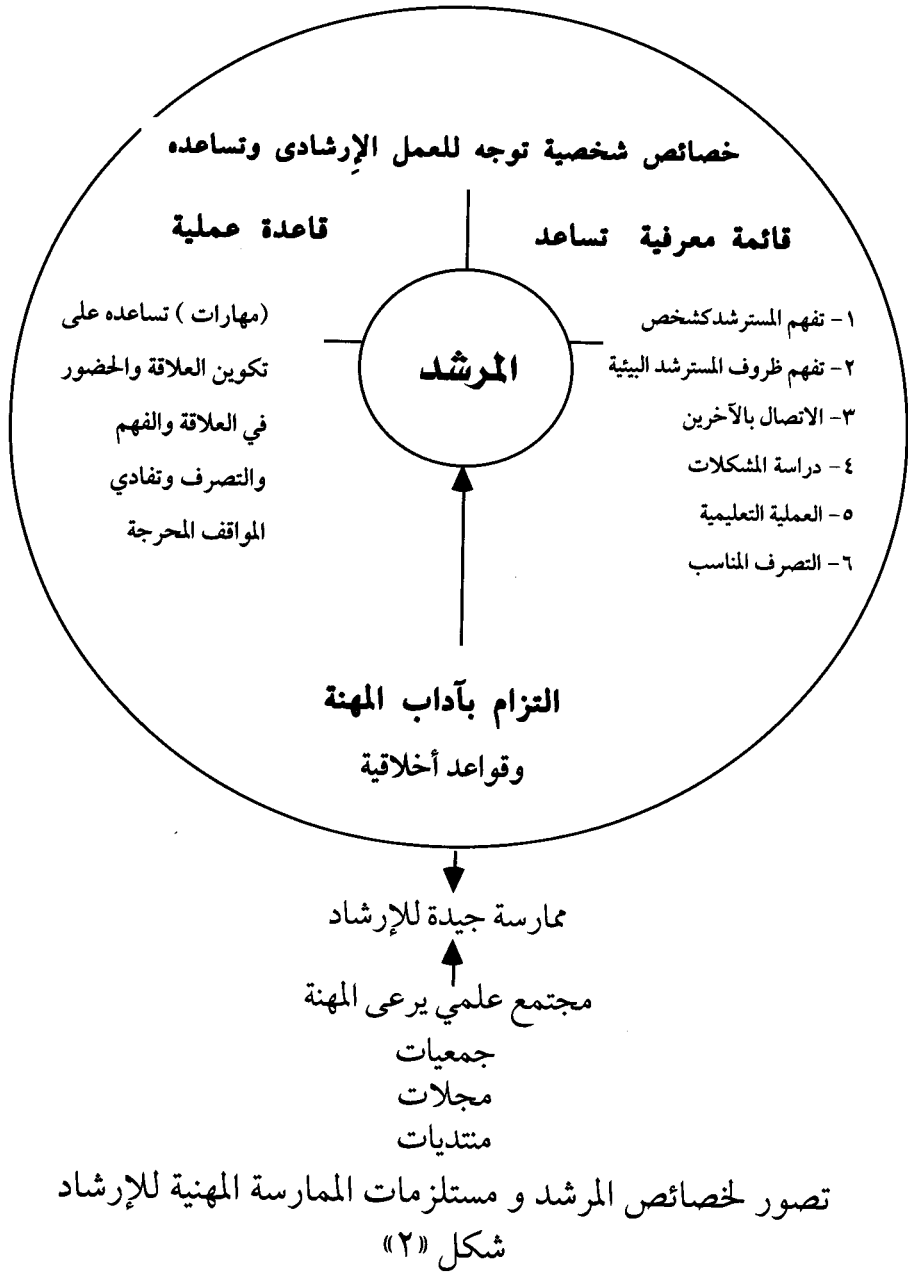 خصائص شخصية توجه للعمل الإرشادى وتساعده
قائمة معرفية تساعد
١- تفهم المسترشد كشخص
٢- تفهم ظروف المسترشد البيئية
٣- الاتصال بالآخرين
٤- دراسة المشكلات
٥- العملية التعليمية
٦- التصرف المناسب
المرشد
قاعدة عملية
(مهارات) تساعده على
تكوين العلاقة والحضور
في العلاقة والفهم
والتصرف وتفادي
المواقف المحرجة
التزام بآداب المهنة
وقواعد أخلاقية
ممارسة جيدة للإرشاد
مجتمع علمي يرعى المهنة
جمعيات
مجلات
منتديات
تصور لخصائص المرشد و مستلزمات الممارسة المهنية للإرشاد
شكل «٢»